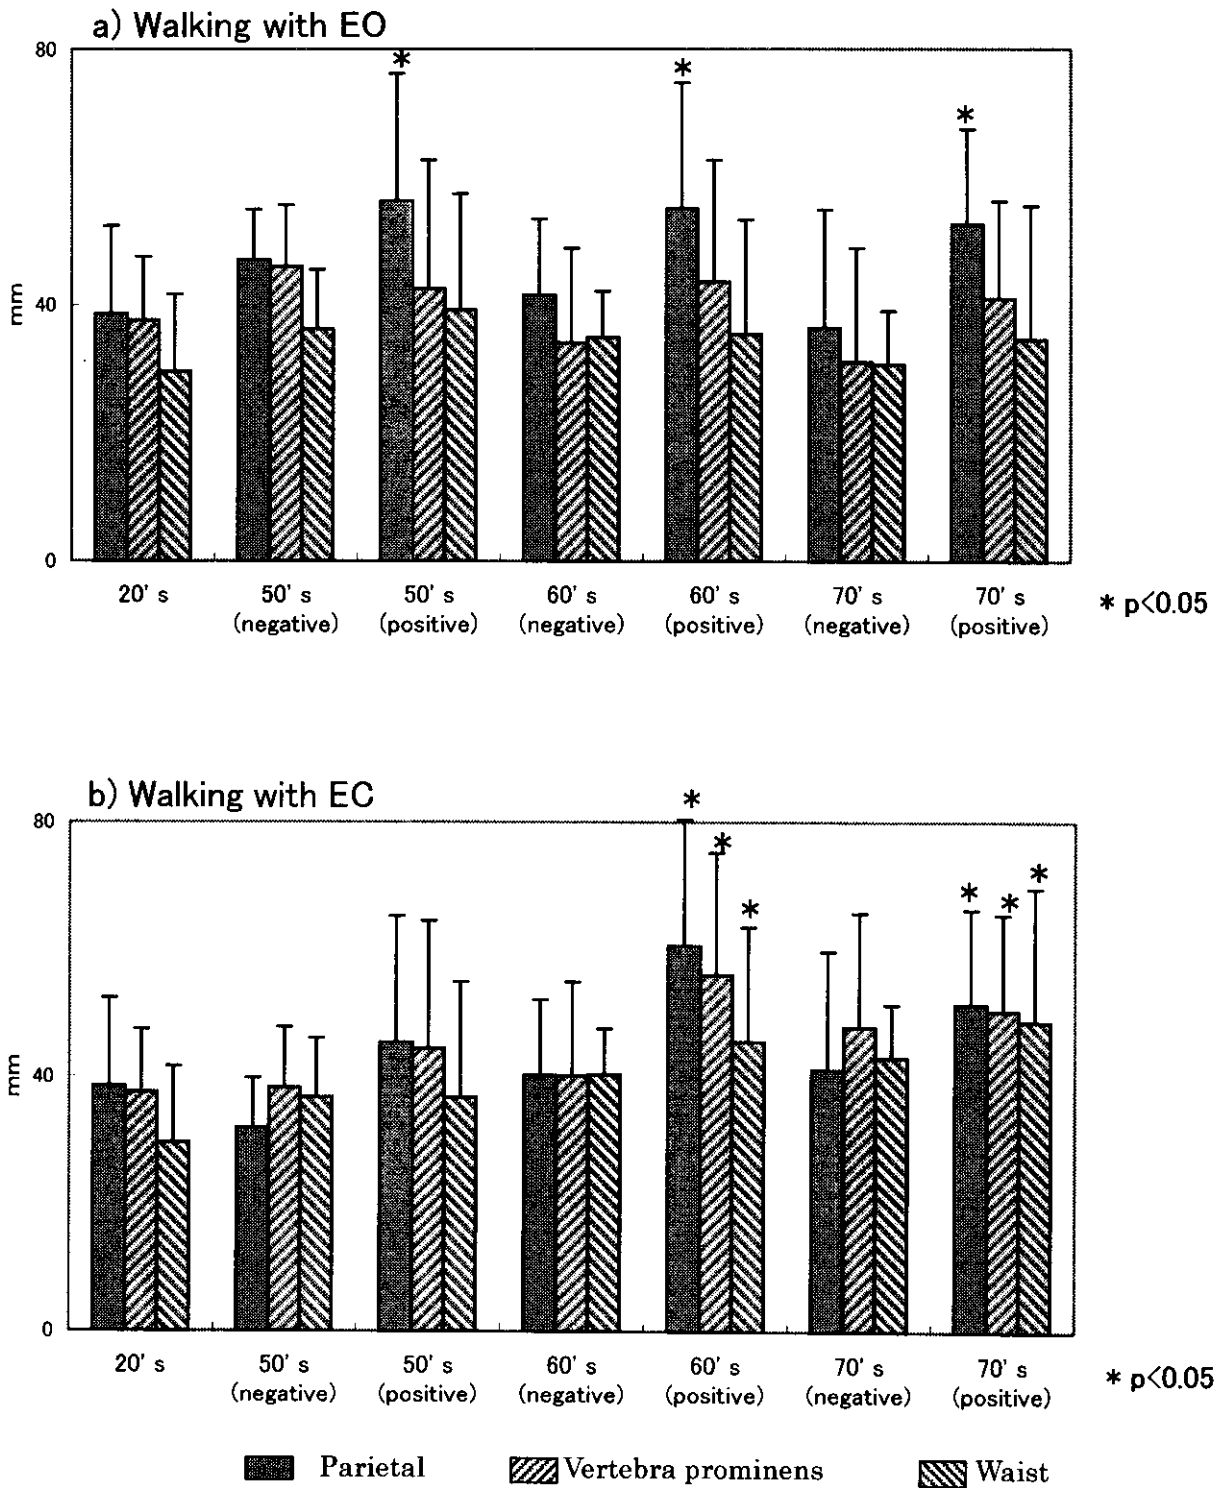 a) Walking with EO
80
* * *
40
mm
0
20' s 50' s 50' s 60' s 60' s 70' s 70' s
(negative) (positive) (negative) (positive) (negative) (positive)
* p<0.05
b) Walking with EC
80
* * * * * *
40
mm
0
20' s 50' s 50' s 60' s 60' s 70' s 70' s
(negative) (positive) (negative) (positive) (negative) (positive)
* p<0.05
Parietal Vertebra prominens Waist